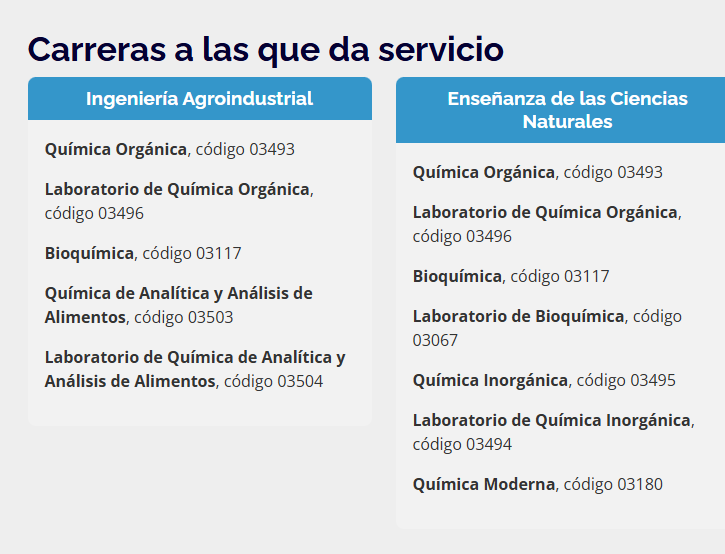 Carreras a las que da servicio
Ingeniería Agroindustrial
Química Orgánica, código 03493
Laboratorio de Química Orgánica,
código 03496
Bioquímica, código 03117
Química de Analítica y Análisis de
Alimentos, código 03503
Laboratorio de Química de Analítica y
Análisis de Alimentos, código 03504
Enseñanza de las Ciencias
Naturales
Química Orgánica, código 03493
Laboratorio de Química Orgánica,
código 03496
Bioquímica, código 03117
Laboratorio de Bioquímica, código
03067
Química Inorgánica, código 03495
Laboratorio de Química Inorgánica,
código 03494
Química Moderna, código 03180